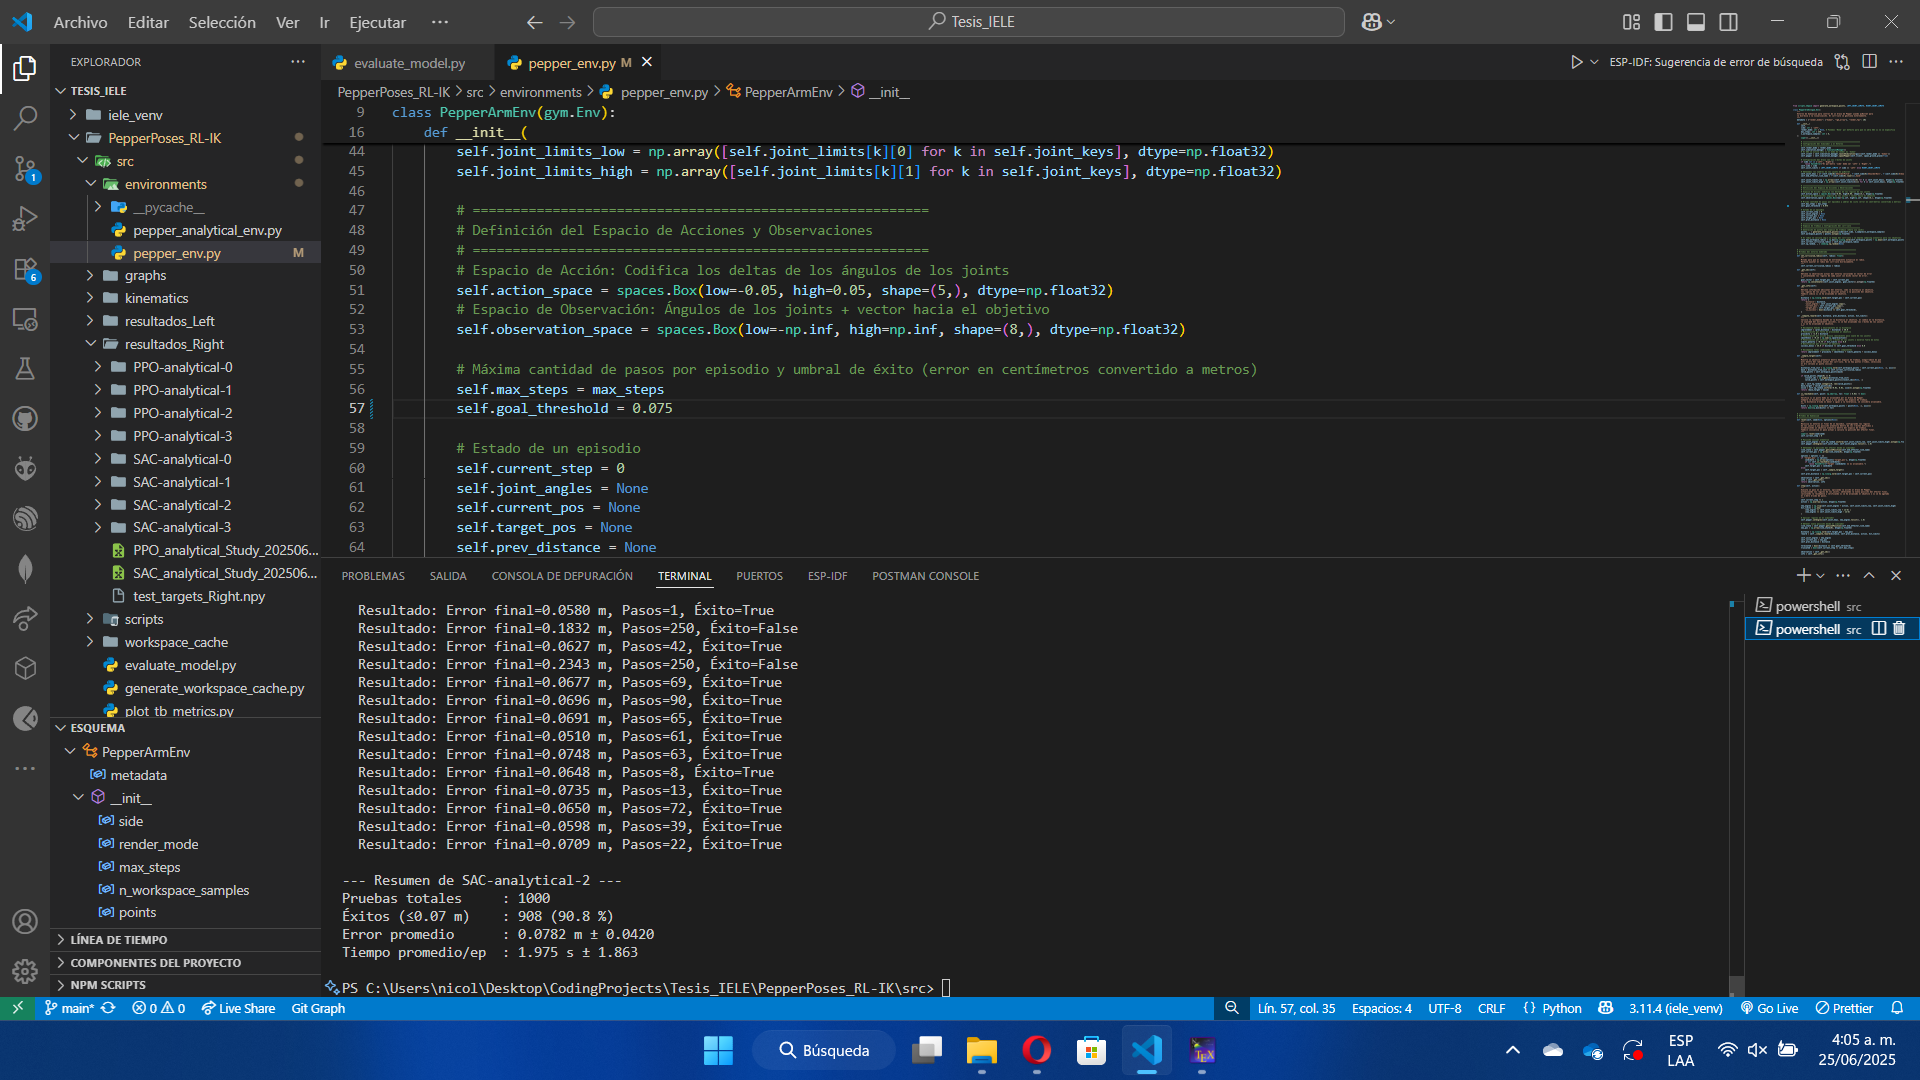 Archivo Editar Selección Ver Ir Ejecutar ···
Tesis_IELE
EXPLORADOR
TESIS_IELE
iele_venv
PepperPoses_RL-IK
src
environments
__pycache__
pepper_analytical_env.py
pepper_env.py M
graphs
kinematics
resultados_Left
resultados_Right
PPO-analytical-0
PPO-analytical-1
PPO-analytical-2
PPO-analytical-3
SAC-analytical-0
SAC-analytical-1
SAC-analytical-2
SAC-analytical-3
PPO_analytical_Study_202506...
SAC_analytical_Study_202506...
test_targets_Right.npy
scripts
workspace_cache
evaluate_model.py
generate_workspace_cache.py
plot_tb_metrics.py
ESQUEMA
PepperArmEnv
metadata
__init__
side
render_mode
max_steps
n_workspace_samples
points
LÍNEA DE TIEMPO
COMPONENTES DEL PROYECTO
NPM SCRIPTS
1
6
evaluate_model.py
pepper_env.py M
ESP-IDF: Sugerencia de error de búsqueda
PepperPoses_RL-IK > src > environments > pepper_env.py > PepperArmEnv > __init__
9 class PepperArmEnv(gym.Env):
16 def __init__(
44 self.joint_limits_low = np.array([self.joint_limits[k][0] for k in self.joint_keys], dtype=np.float32)
45 self.joint_limits_high = np.array([self.joint_limits[k][1] for k in self.joint_keys], dtype=np.float32)
46
47 # =========================================================
48 # Definición del Espacio de Acciones y Observaciones
49 # =========================================================
50 # Espacio de Acción: Codifica los deltas de los ángulos de los joints
51 self.action_space = spaces.Box(low=-0.05, high=0.05, shape=(5,), dtype=np.float32)
52 # Espacio de Observación: Ángulos de los joints + vector hacia el objetivo
53 self.observation_space = spaces.Box(low=-np.inf, high=np.inf, shape=(8,), dtype=np.float32)
54
55 # Máxima cantidad de pasos por episodio y umbral de éxito (error en centímetros convertido a metros)
56 self.max_steps = max_steps
57 self.goal_threshold = 0.075
58
59 # Estado de un episodio
60 self.current_step = 0
61 self.joint_angles = None
62 self.current_pos = None
63 self.target_pos = None
64 self.prev_distance = None
PROBLEMAS SALIDA CONSOLA DE DEPURACIÓN TERMINAL PUERTOS ESP-IDF POSTMAN CONSOLE
Resultado: Error final=0.0580 m, Pasos=1, Éxito=True
Resultado: Error final=0.1832 m, Pasos=250, Éxito=False
Resultado: Error final=0.0627 m, Pasos=42, Éxito=True
Resultado: Error final=0.2343 m, Pasos=250, Éxito=False
Resultado: Error final=0.0677 m, Pasos=69, Éxito=True
Resultado: Error final=0.0696 m, Pasos=90, Éxito=True
Resultado: Error final=0.0691 m, Pasos=65, Éxito=True
Resultado: Error final=0.0510 m, Pasos=61, Éxito=True
Resultado: Error final=0.0748 m, Pasos=63, Éxito=True
Resultado: Error final=0.0648 m, Pasos=8, Éxito=True
Resultado: Error final=0.0735 m, Pasos=13, Éxito=True
Resultado: Error final=0.0650 m, Pasos=72, Éxito=True
Resultado: Error final=0.0598 m, Pasos=39, Éxito=True
Resultado: Error final=0.0709 m, Pasos=22, Éxito=True
--- Resumen de SAC-analytical-2 ---
Pruebas totales : 1000
Éxitos (≤0.07 m) : 908 (90.8 %)
Error promedio : 0.0782 m ± 0.0420
Tiempo promedio/ep : 1.975 s ± 1.863
PS C:\Users\nicol\Desktop\CodingProjects\Tesis_IELE\PepperPoses_RL-IK\src>
powershell src
powershell src
main* 0 0 Live Share Git Graph
Lín. 57, col. 35 Espacios: 4 UTF-8 CRLF {} Python 3.11.4 (iele_venv) Go Live Prettier
Búsqueda
TEX
ESP
LAA
4:05 a. m.
25/06/2025